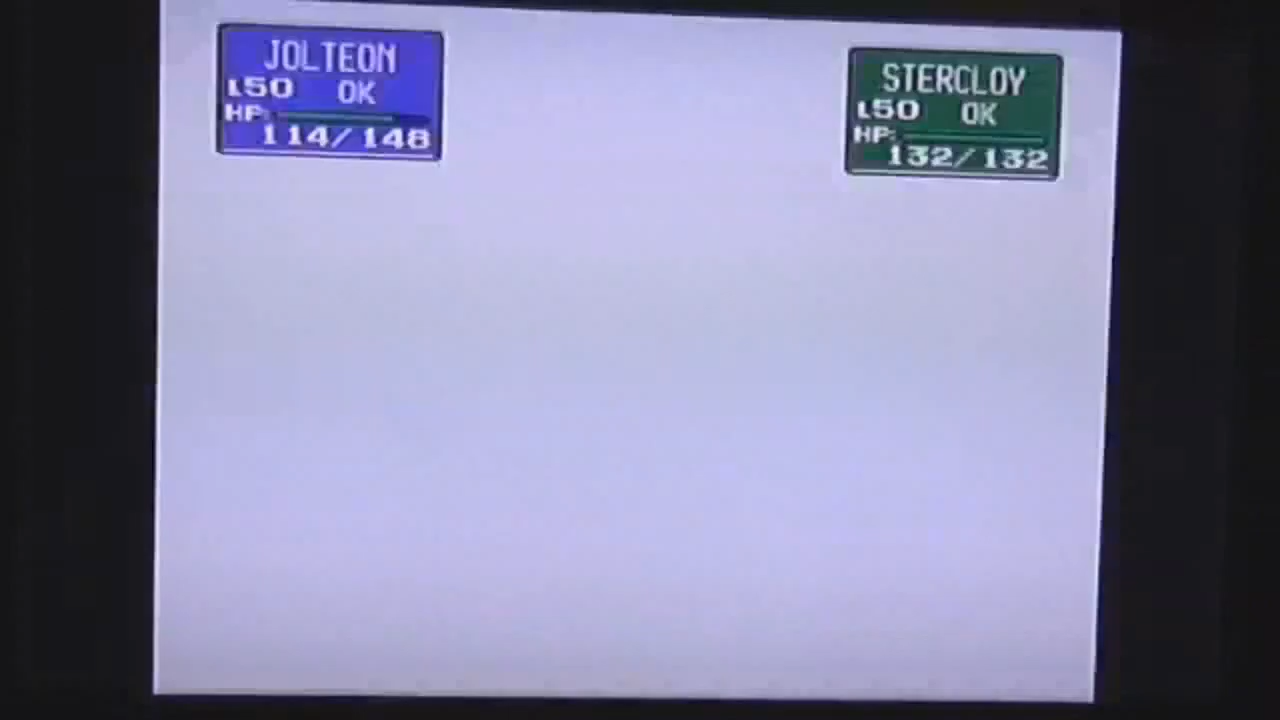 JOLTEON
L50 OK
HP:
114/148
STERCLOY
L50 OK
HP:
132/132